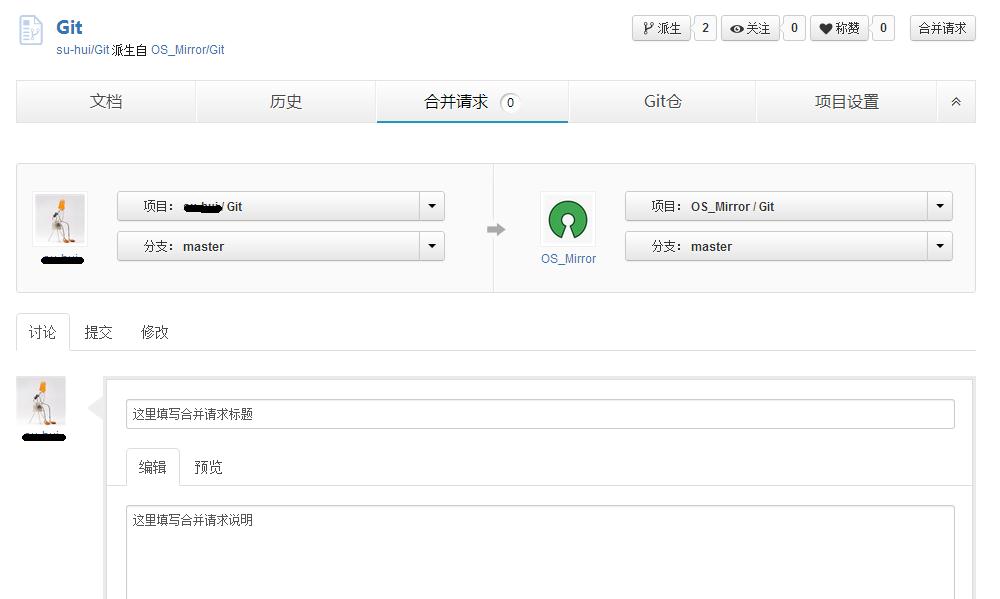 Git
su-hui/Git 派生自 OS_Mirror/Git
派生 2 关注 0 称赞 0 合并请求
文档 历史 合并请求 0 Git仓 项目设置
项目： / Git
分支： master
项目： OS_Mirror / Git
分支： master
OS_Mirror
讨论 提交 修改
这里填写合并请求标题
编辑 预览
这里填写合并请求说明